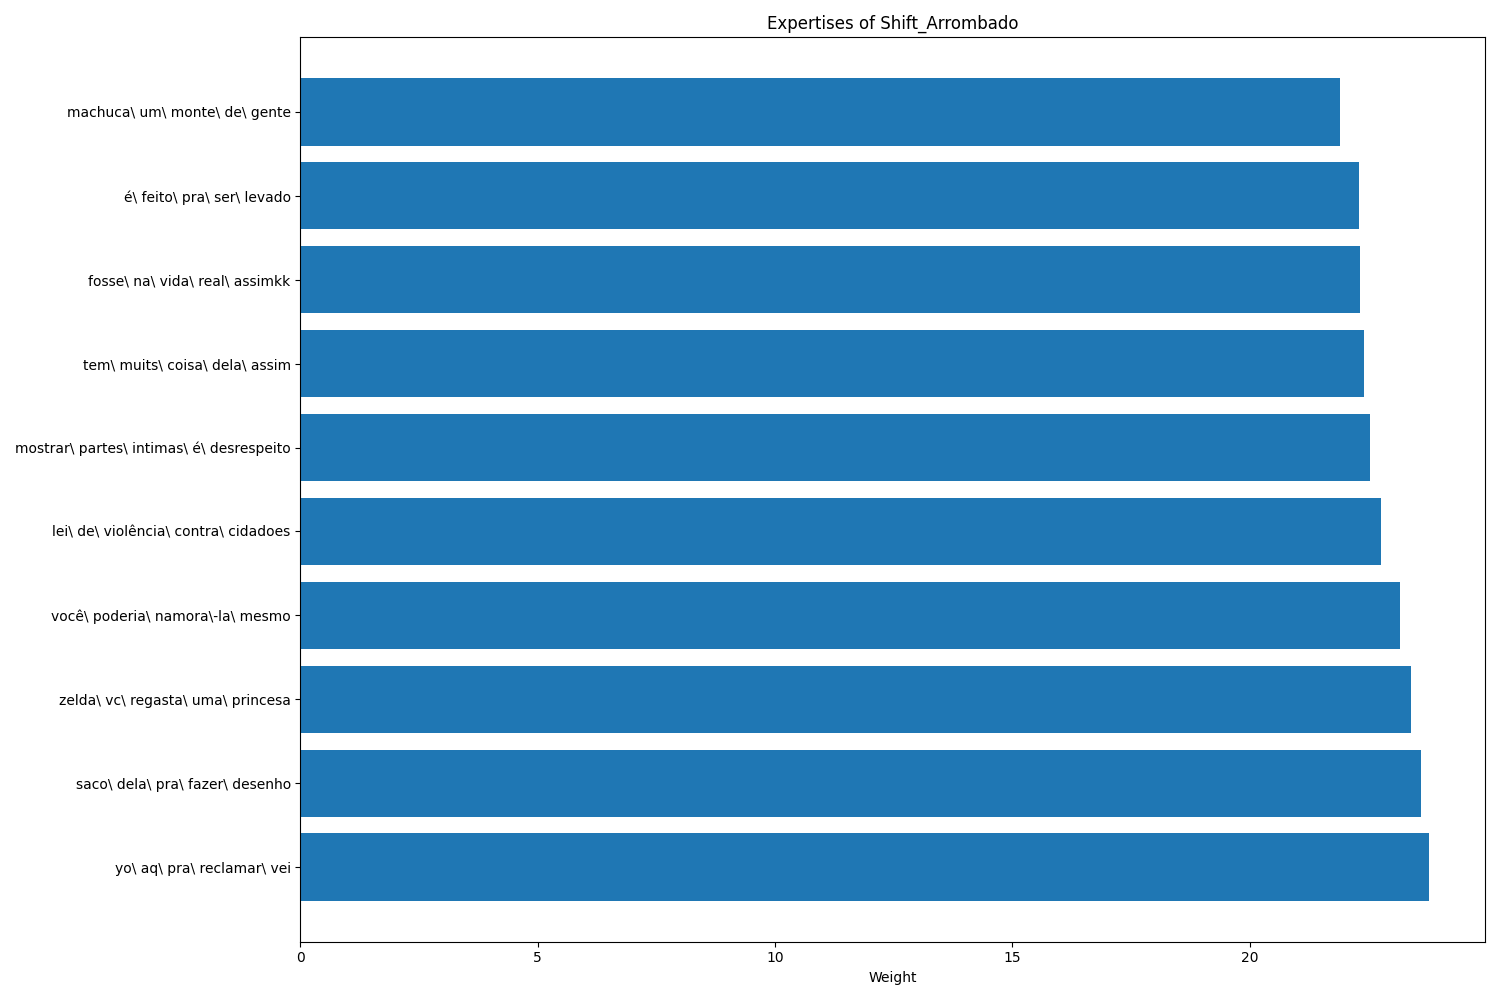 Expertises of Shift_Arrombado
machuca\ um\ monte\ de\ gente
é\ feito\ pra\ ser\ levado
fosse\ na\ vida\ real\ assimkk
tem\ muits\ coisa\ dela\ assim
mostrar\ partes\ intimas\ é\ desrespeito
lei\ de\ violência\ contra\ cidadoes
você\ poderia\ namora\-la\ mesmo
zelda\ vc\ regasta\ uma\ princesa
saco\ dela\ pra\ fazer\ desenho
yo\ aq\ pra\ reclamar\ vei
0 5 10 15 20
Weight